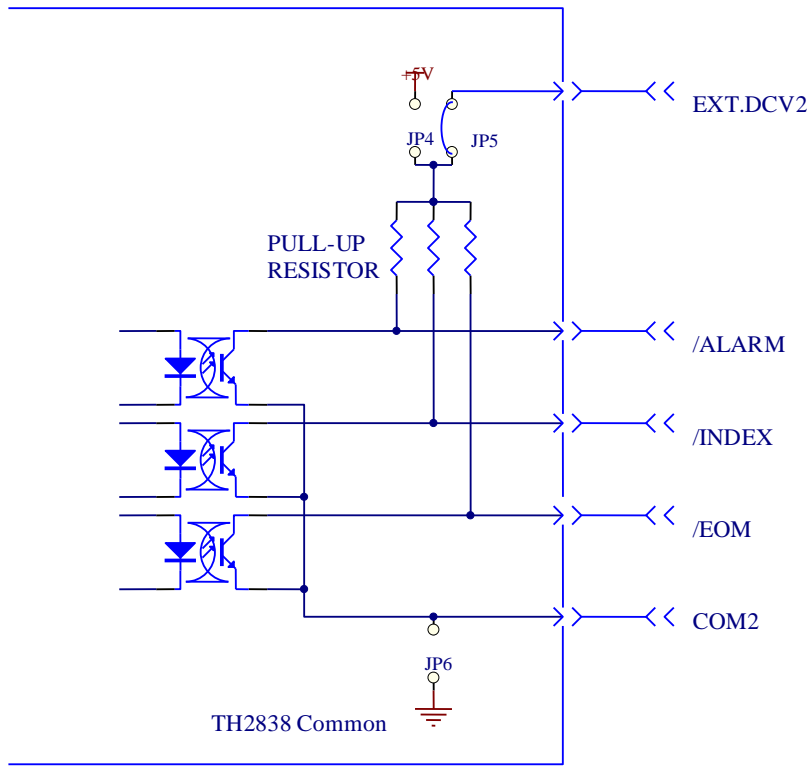 +5V
EXT.DCV2
JP4
JP5
PULL-UP
RESISTOR
/ALARM
/INDEX
/EOM
COM2
JP6
TH2838 Common